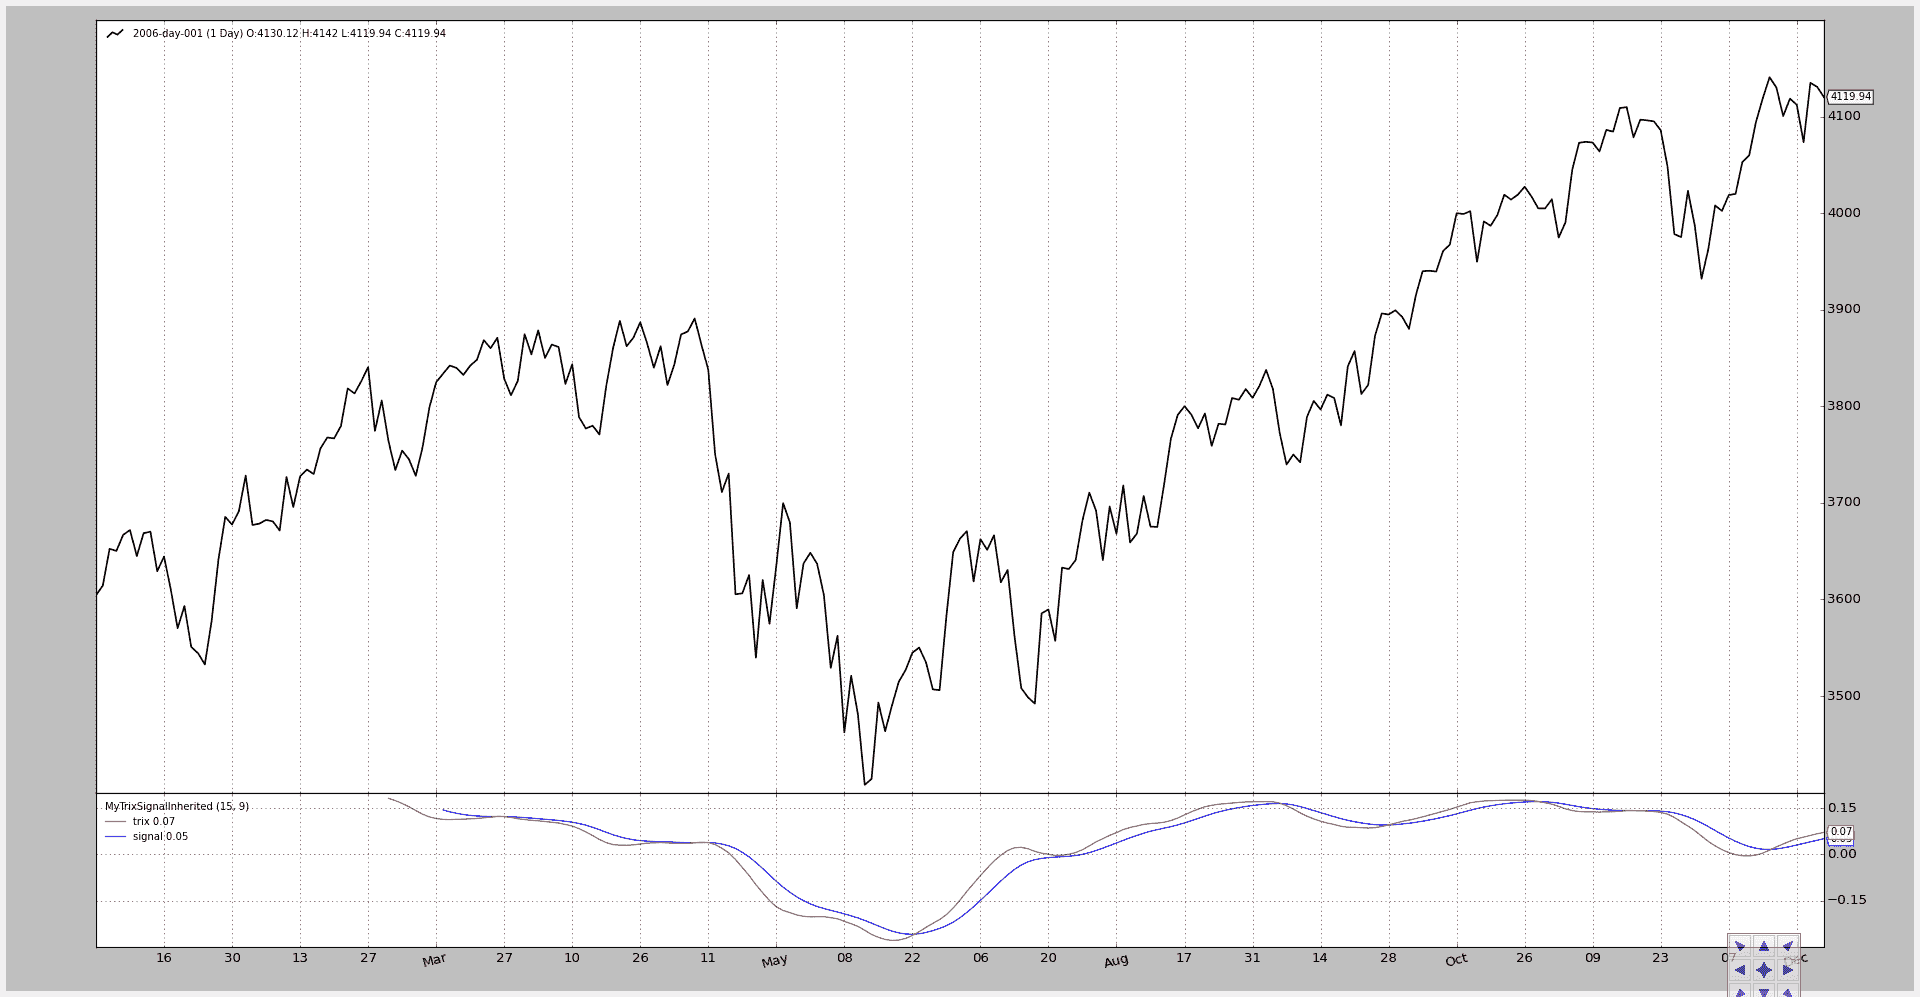 2006-day-001 (1 Day) O:4130.12 H:4142 L:4119.94 C:4119.94
4119.94
4100
4000
3900
3800
3700
3600
3500
MyTrixSignalInherited (15, 9)
trix 0.07
signal 0.05
0.15
0.07
0.00
−0.15
16 30 13 27 Mar 27 10 26 11 May 08 22 06 20 Aug 17 31 14 28 Oct 26 09 23